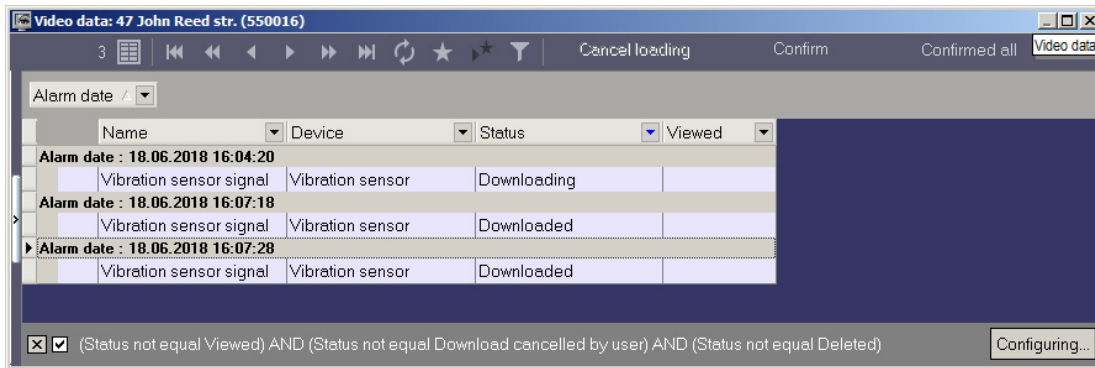 Video data: 47 John Reed str. (550016)
3 Cancel loading Confirm Confirmed all Video data
Alarm date
Name Device Status Viewed
Alarm date : 18.06.2018 16:04:20
Vibration sensor signal Vibration sensor Downloading
Alarm date : 18.06.2018 16:07:18
Vibration sensor signal Vibration sensor Downloaded
Alarm date : 18.06.2018 16:07:28
Vibration sensor signal Vibration sensor Downloaded
(Status not equal Viewed) AND (Status not equal Download cancelled by user) AND (Status not equal Deleted) Configuring...